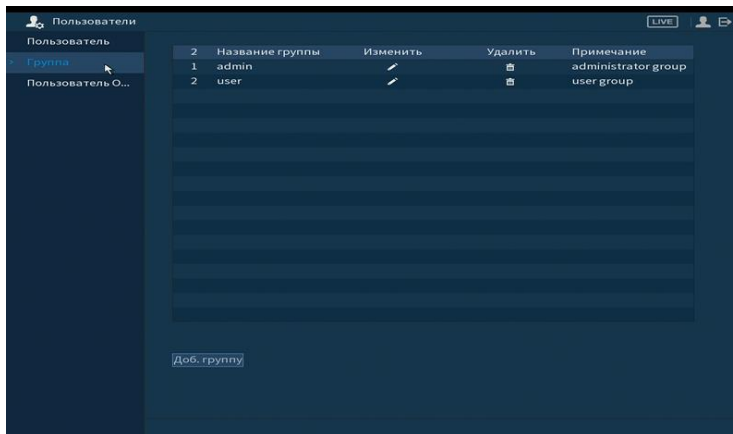 Пользователи LIVE
Пользователь
Группа
Пользователь О...
2 Название группы Изменить Удалить Примечание
1 admin administrator group
2 user user group
Доб. группу